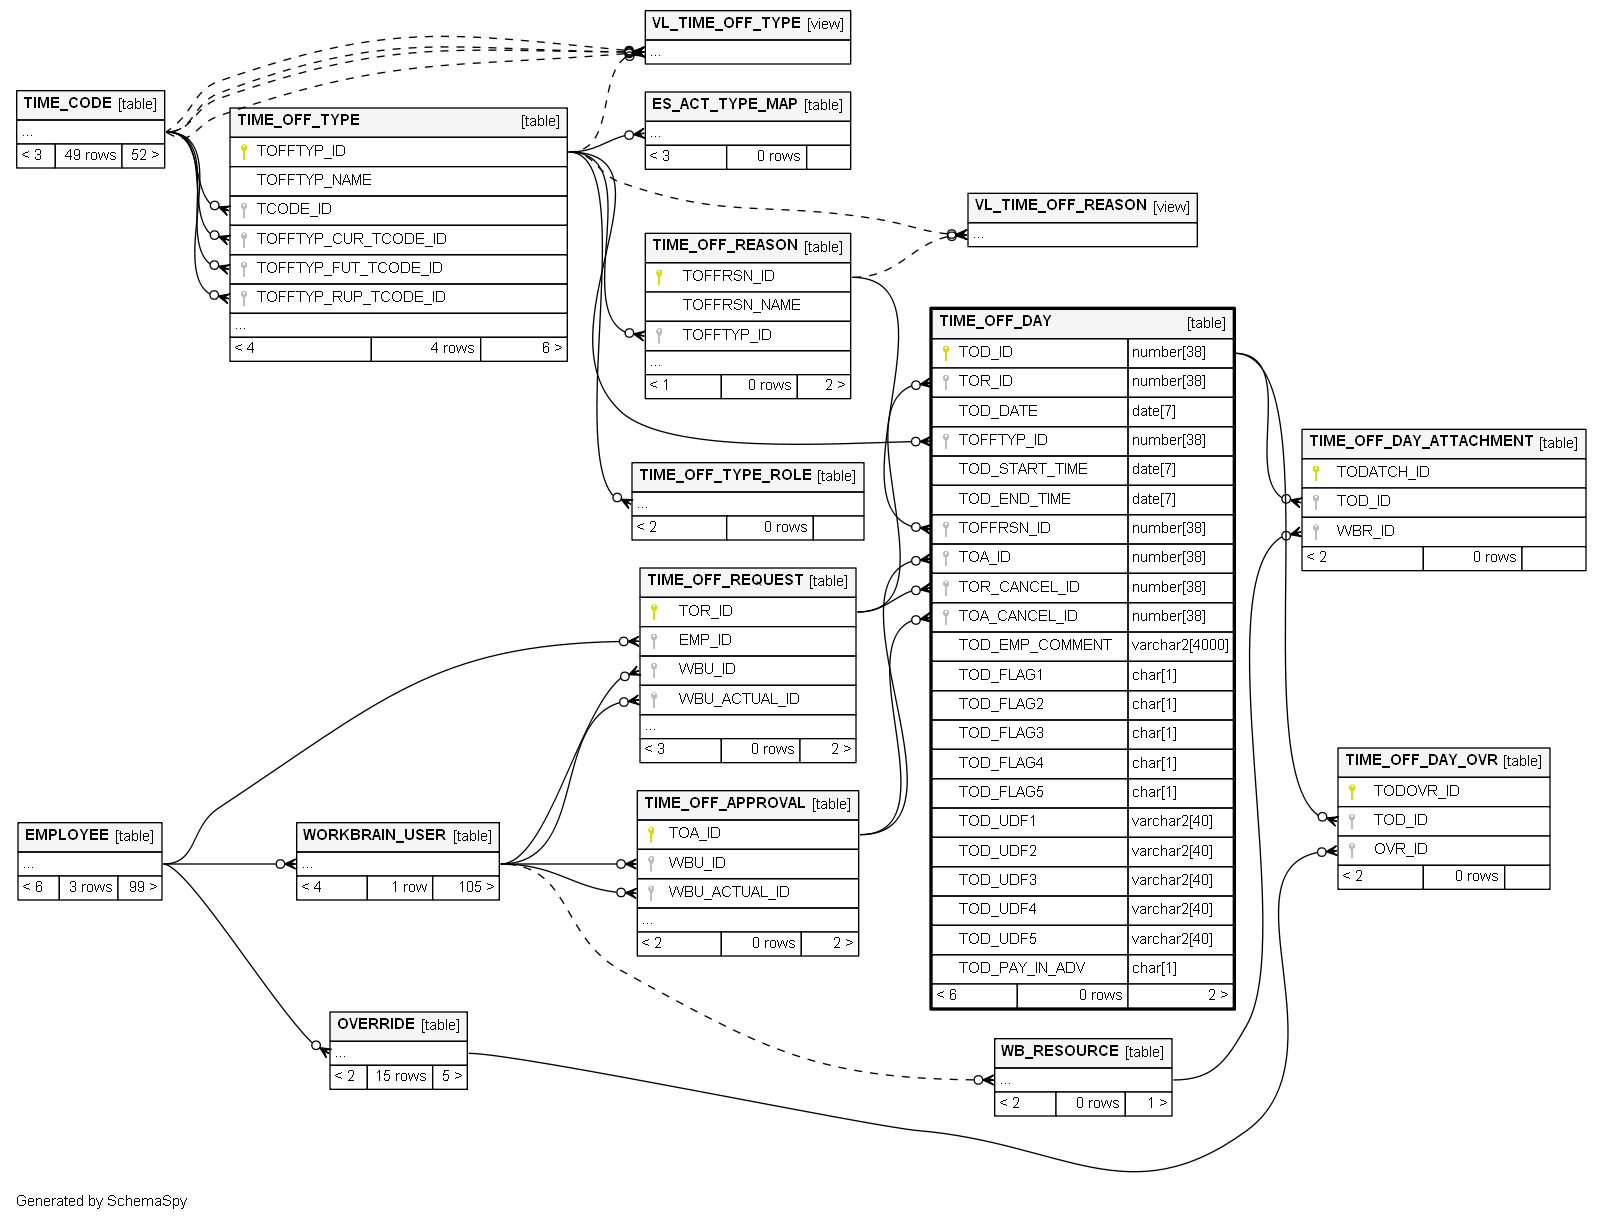 VL_TIME_OFF_TYPE [view]
...
TIME_CODE [table]
...
< 3 49 rows 52 >
TIME_OFF_TYPE [table]
TOFFTYP_ID
TOFFTYP_NAME
TCODE_ID
TOFFTYP_CUR_TCODE_ID
TOFFTYP_FUT_TCODE_ID
TOFFTYP_RUP_TCODE_ID
...
< 4 4 rows 6 >
ES_ACT_TYPE_MAP [table]
...
< 3 0 rows
VL_TIME_OFF_REASON [view]
...
TIME_OFF_REASON [table]
TOFFRSN_ID
TOFFRSN_NAME
TOFFTYP_ID
...
< 1 0 rows 2 >
TIME_OFF_DAY [table]
TOD_ID number[38]
TOR_ID number[38]
TOD_DATE date[7]
TOFFTYP_ID number[38]
TOD_START_TIME date[7]
TOD_END_TIME date[7]
TOFFRSN_ID number[38]
TOA_ID number[38]
TOR_CANCEL_ID number[38]
TOA_CANCEL_ID number[38]
TOD_EMP_COMMENT varchar2[4000]
TOD_FLAG1 char[1]
TOD_FLAG2 char[1]
TOD_FLAG3 char[1]
TOD_FLAG4 char[1]
TOD_FLAG5 char[1]
TOD_UDF1 varchar2[40]
TOD_UDF2 varchar2[40]
TOD_UDF3 varchar2[40]
TOD_UDF4 varchar2[40]
TOD_UDF5 varchar2[40]
TOD_PAY_IN_ADV char[1]
< 6 0 rows 2 >
TIME_OFF_DAY_ATTACHMENT [table]
TODATCH_ID
TOD_ID
WBR_ID
< 2 0 rows
TIME_OFF_TYPE_ROLE [table]
...
< 2 0 rows
TIME_OFF_REQUEST [table]
TOR_ID
EMP_ID
WBU_ID
WBU_ACTUAL_ID
...
< 3 0 rows 2 >
TIME_OFF_DAY_OVR [table]
TODOVR_ID
TOD_ID
OVR_ID
< 2 0 rows
TIME_OFF_APPROVAL [table]
TOA_ID
WBU_ID
WBU_ACTUAL_ID
...
< 2 0 rows 2 >
EMPLOYEE [table]
...
< 6 3 rows 99 >
WORKBRAIN_USER [table]
...
< 4 1 row 105 >
OVERRIDE [table]
...
< 2 15 rows 5 >
WB_RESOURCE [table]
...
< 2 0 rows 1 >
Generated by SchemaSpy